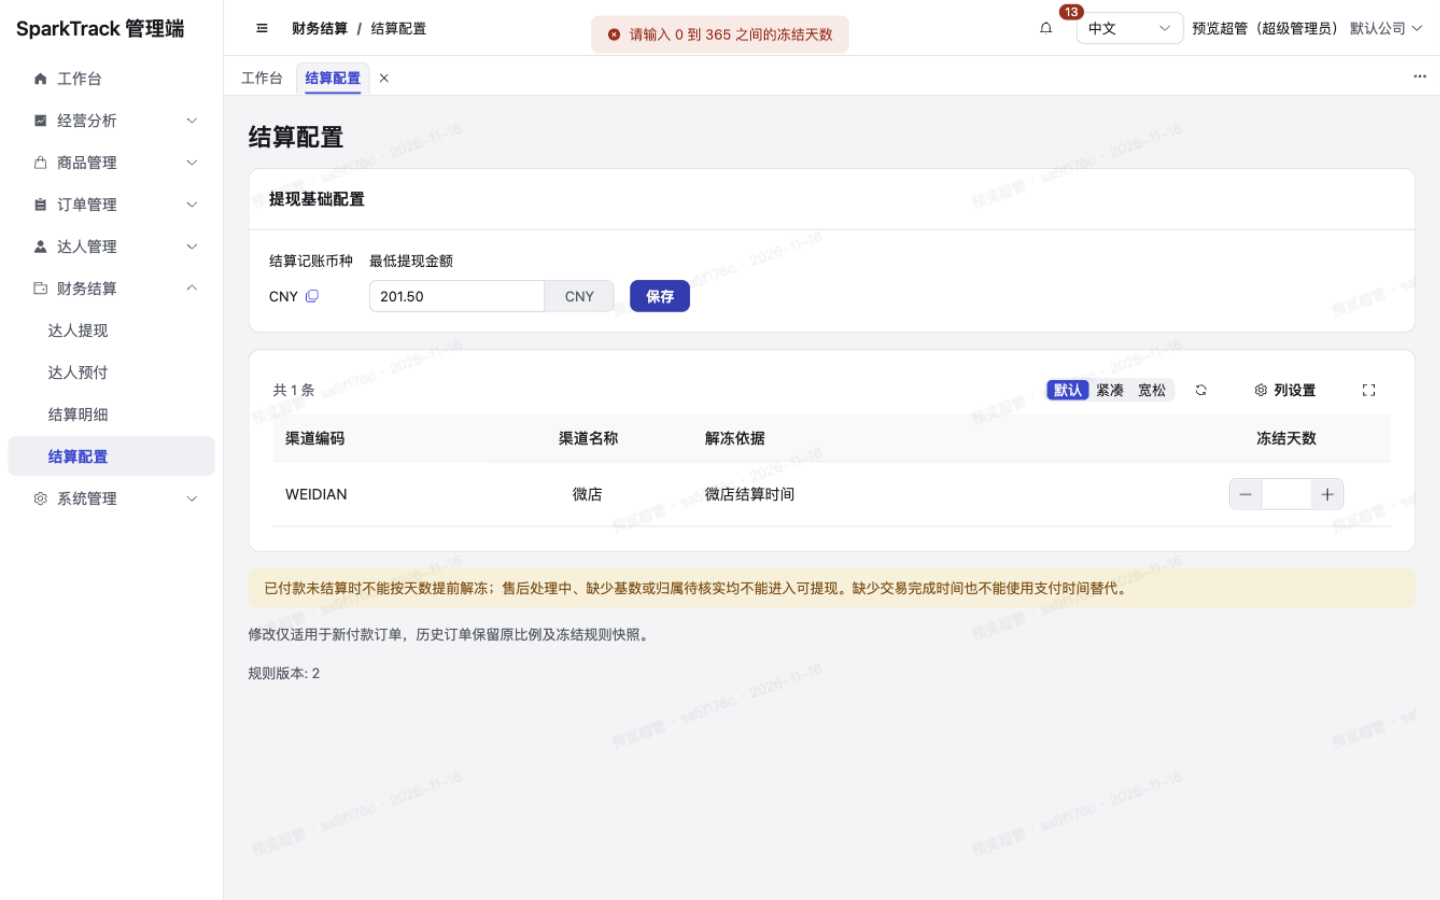 SparkTrack 管理端
财务结算 / 结算配置
请输入 0 到 365 之间的冻结天数
13
中文
预览超管（超级管理员）
默认公司
工作台
经营分析
商品管理
订单管理
达人管理
财务结算
达人提现
达人预付
结算明细
结算配置
系统管理
工作台
结算配置
结算配置
提现基础配置
结算记账币种
最低提现金额
CNY
201.50
CNY
保存
共 1 条
默认
紧凑
宽松
列设置
渠道编码
渠道名称
解冻依据
冻结天数
WEIDIAN
微店
微店结算时间
已付款未结算时不能按天数提前解冻；售后处理中、缺少基数或归属待核实均不能进入可提现。缺少交易完成时间也不能使用支付时间替代。
修改仅适用于新付款订单，历史订单保留原比例及冻结规则快照。
规则版本: 2
预览超管 · sa5f176c · 2026-11-16